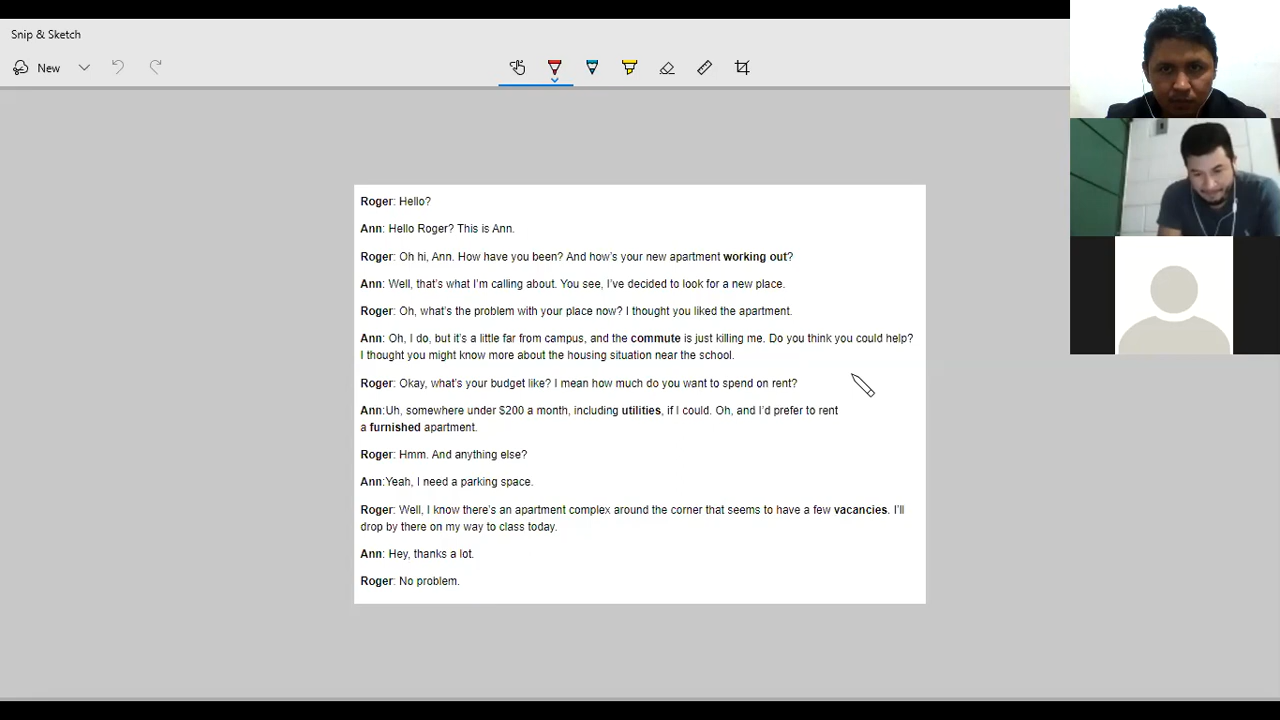 Snip & Sketch
New
Roger: Hello?
Ann: Hello Roger? This is Ann.
Roger: Oh hi, Ann. How have you been? And how's your new apartment working out?
Ann: Well, that's what I'm calling about. You see, I've decided to look for a new place.
Roger: Oh, what's the problem with your place now? I thought you liked the apartment.
Ann: Oh, I do, but it's a little far from campus, and the commute is just killing me. Do you think you could help?
I thought you might know more about the housing situation near the school.
Roger: Okay, what's your budget like? I mean how much do you want to spend on rent?
Ann:Uh, somewhere under $200 a month, including utilities, if I could. Oh, and I'd prefer to rent
a furnished apartment.
Roger: Hmm. And anything else?
Ann:Yeah, I need a parking space.
Roger: Well, I know there's an apartment complex around the corner that seems to have a few vacancies. I'll
drop by there on my way to class today.
Ann: Hey, thanks a lot.
Roger: No problem.